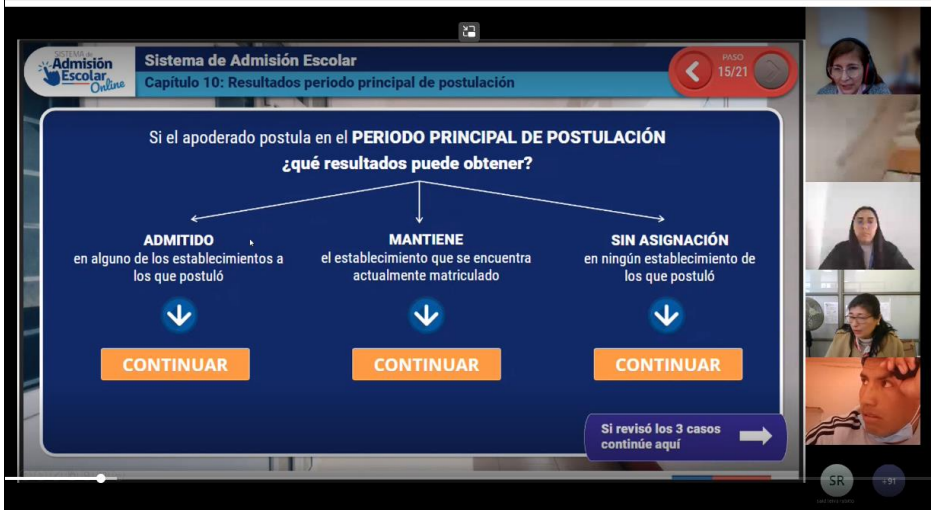 SISTEMA de
Admisión
Escolar
Online
Sistema de Admisión Escolar
Capítulo 10: Resultados periodo principal de postulación
PASO
15/21
Si el apoderado postula en el PERIODO PRINCIPAL DE POSTULACIÓN
¿qué resultados puede obtener?
ADMITIDO
en alguno de los establecimientos a
los que postuló
CONTINUAR
MANTIENE
el establecimiento que se encuentra
actualmente matriculado
CONTINUAR
SIN ASIGNACIÓN
en ningún establecimiento de
los que postuló
CONTINUAR
Si revisó los 3 casos
continúe aquí
SR
+91